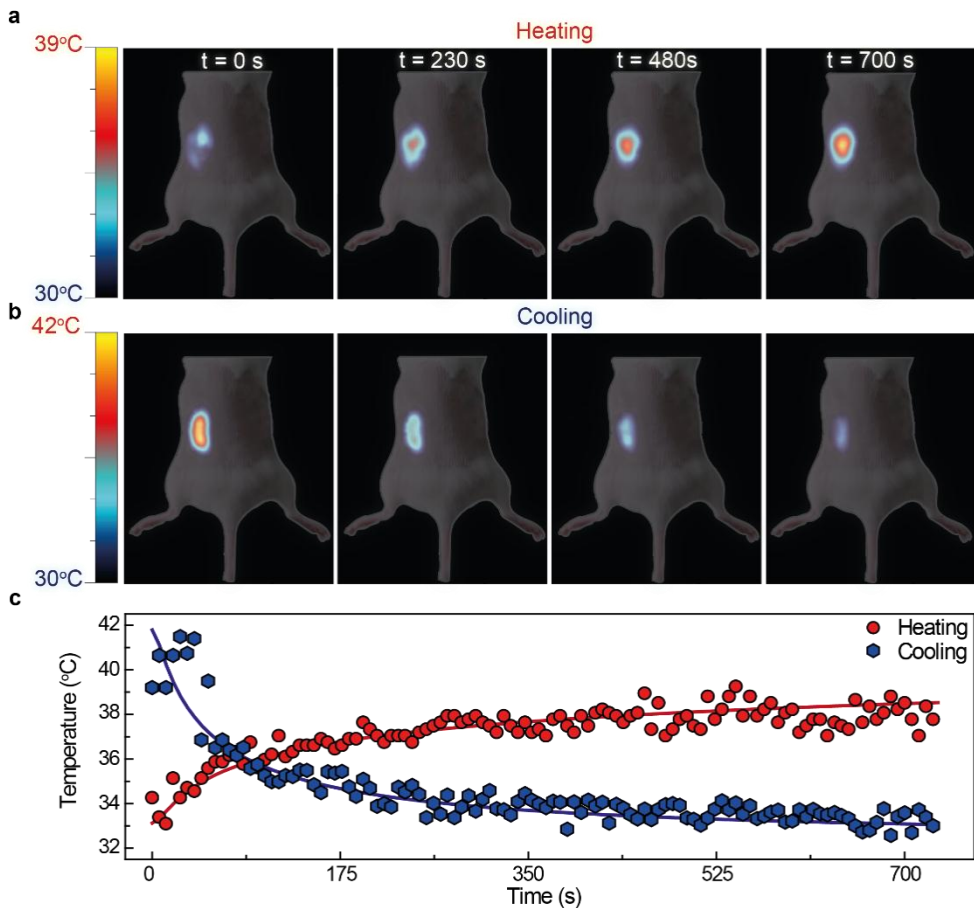 a
Heating
39°C
t = 0 s
t = 230 s
t = 480s
t = 700 s
30°C
b
Cooling
42°C
30°C
c
Heating
Cooling
Temperature (°C)
42
40
38
36
34
32
0
175
350
525
700
Time (s)